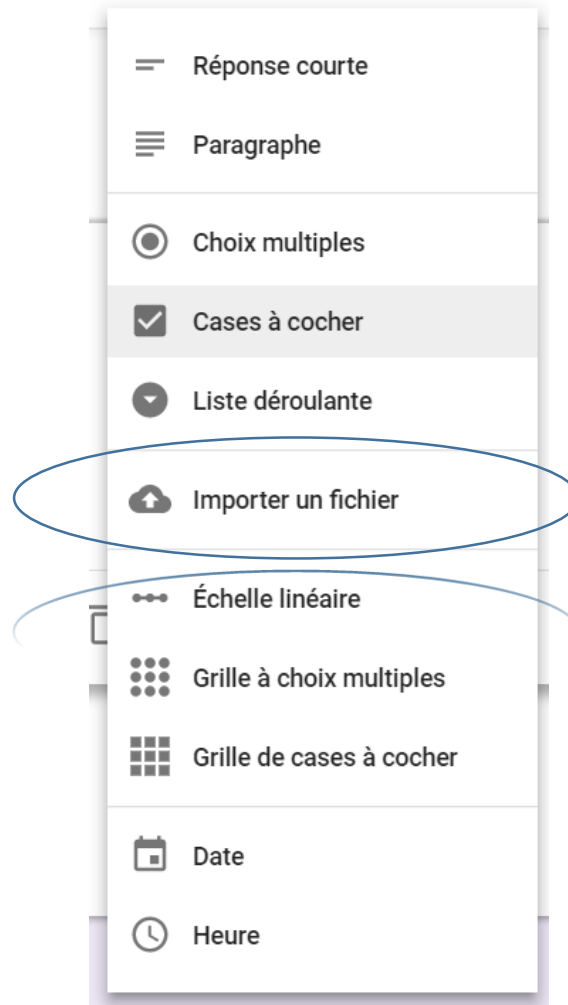 Réponse courte
Paragraphe
Choix multiples
Cases à cocher
Liste déroulante
Importer un fichier
Échelle linéaire
Grille à choix multiples
Grille de cases à cocher
Date
Heure